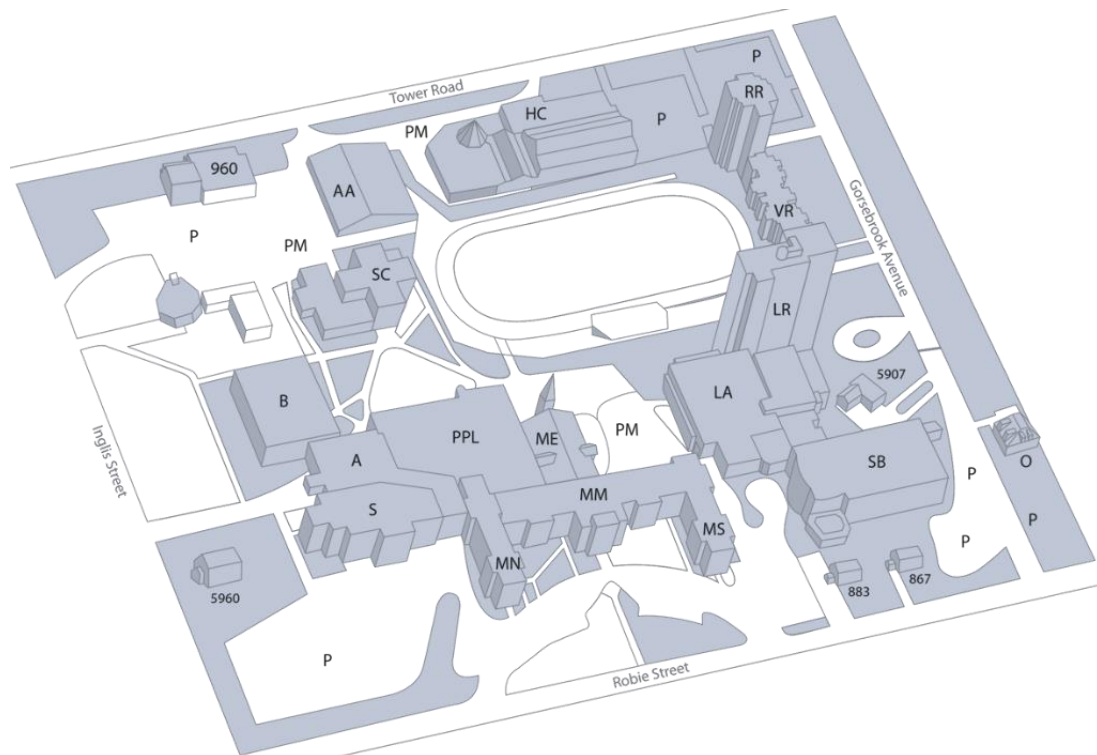 P
Tower Road
RR
HC
PM
P
960
AA
VR
Gorsebrook Avenue
P
PM
SC
LR
5907
LA
B
PPL
ME
PM
Inglis Street
A
SB
O
P
MM
S
MS
P
P
MN
867
883
5960
P
Robie Street